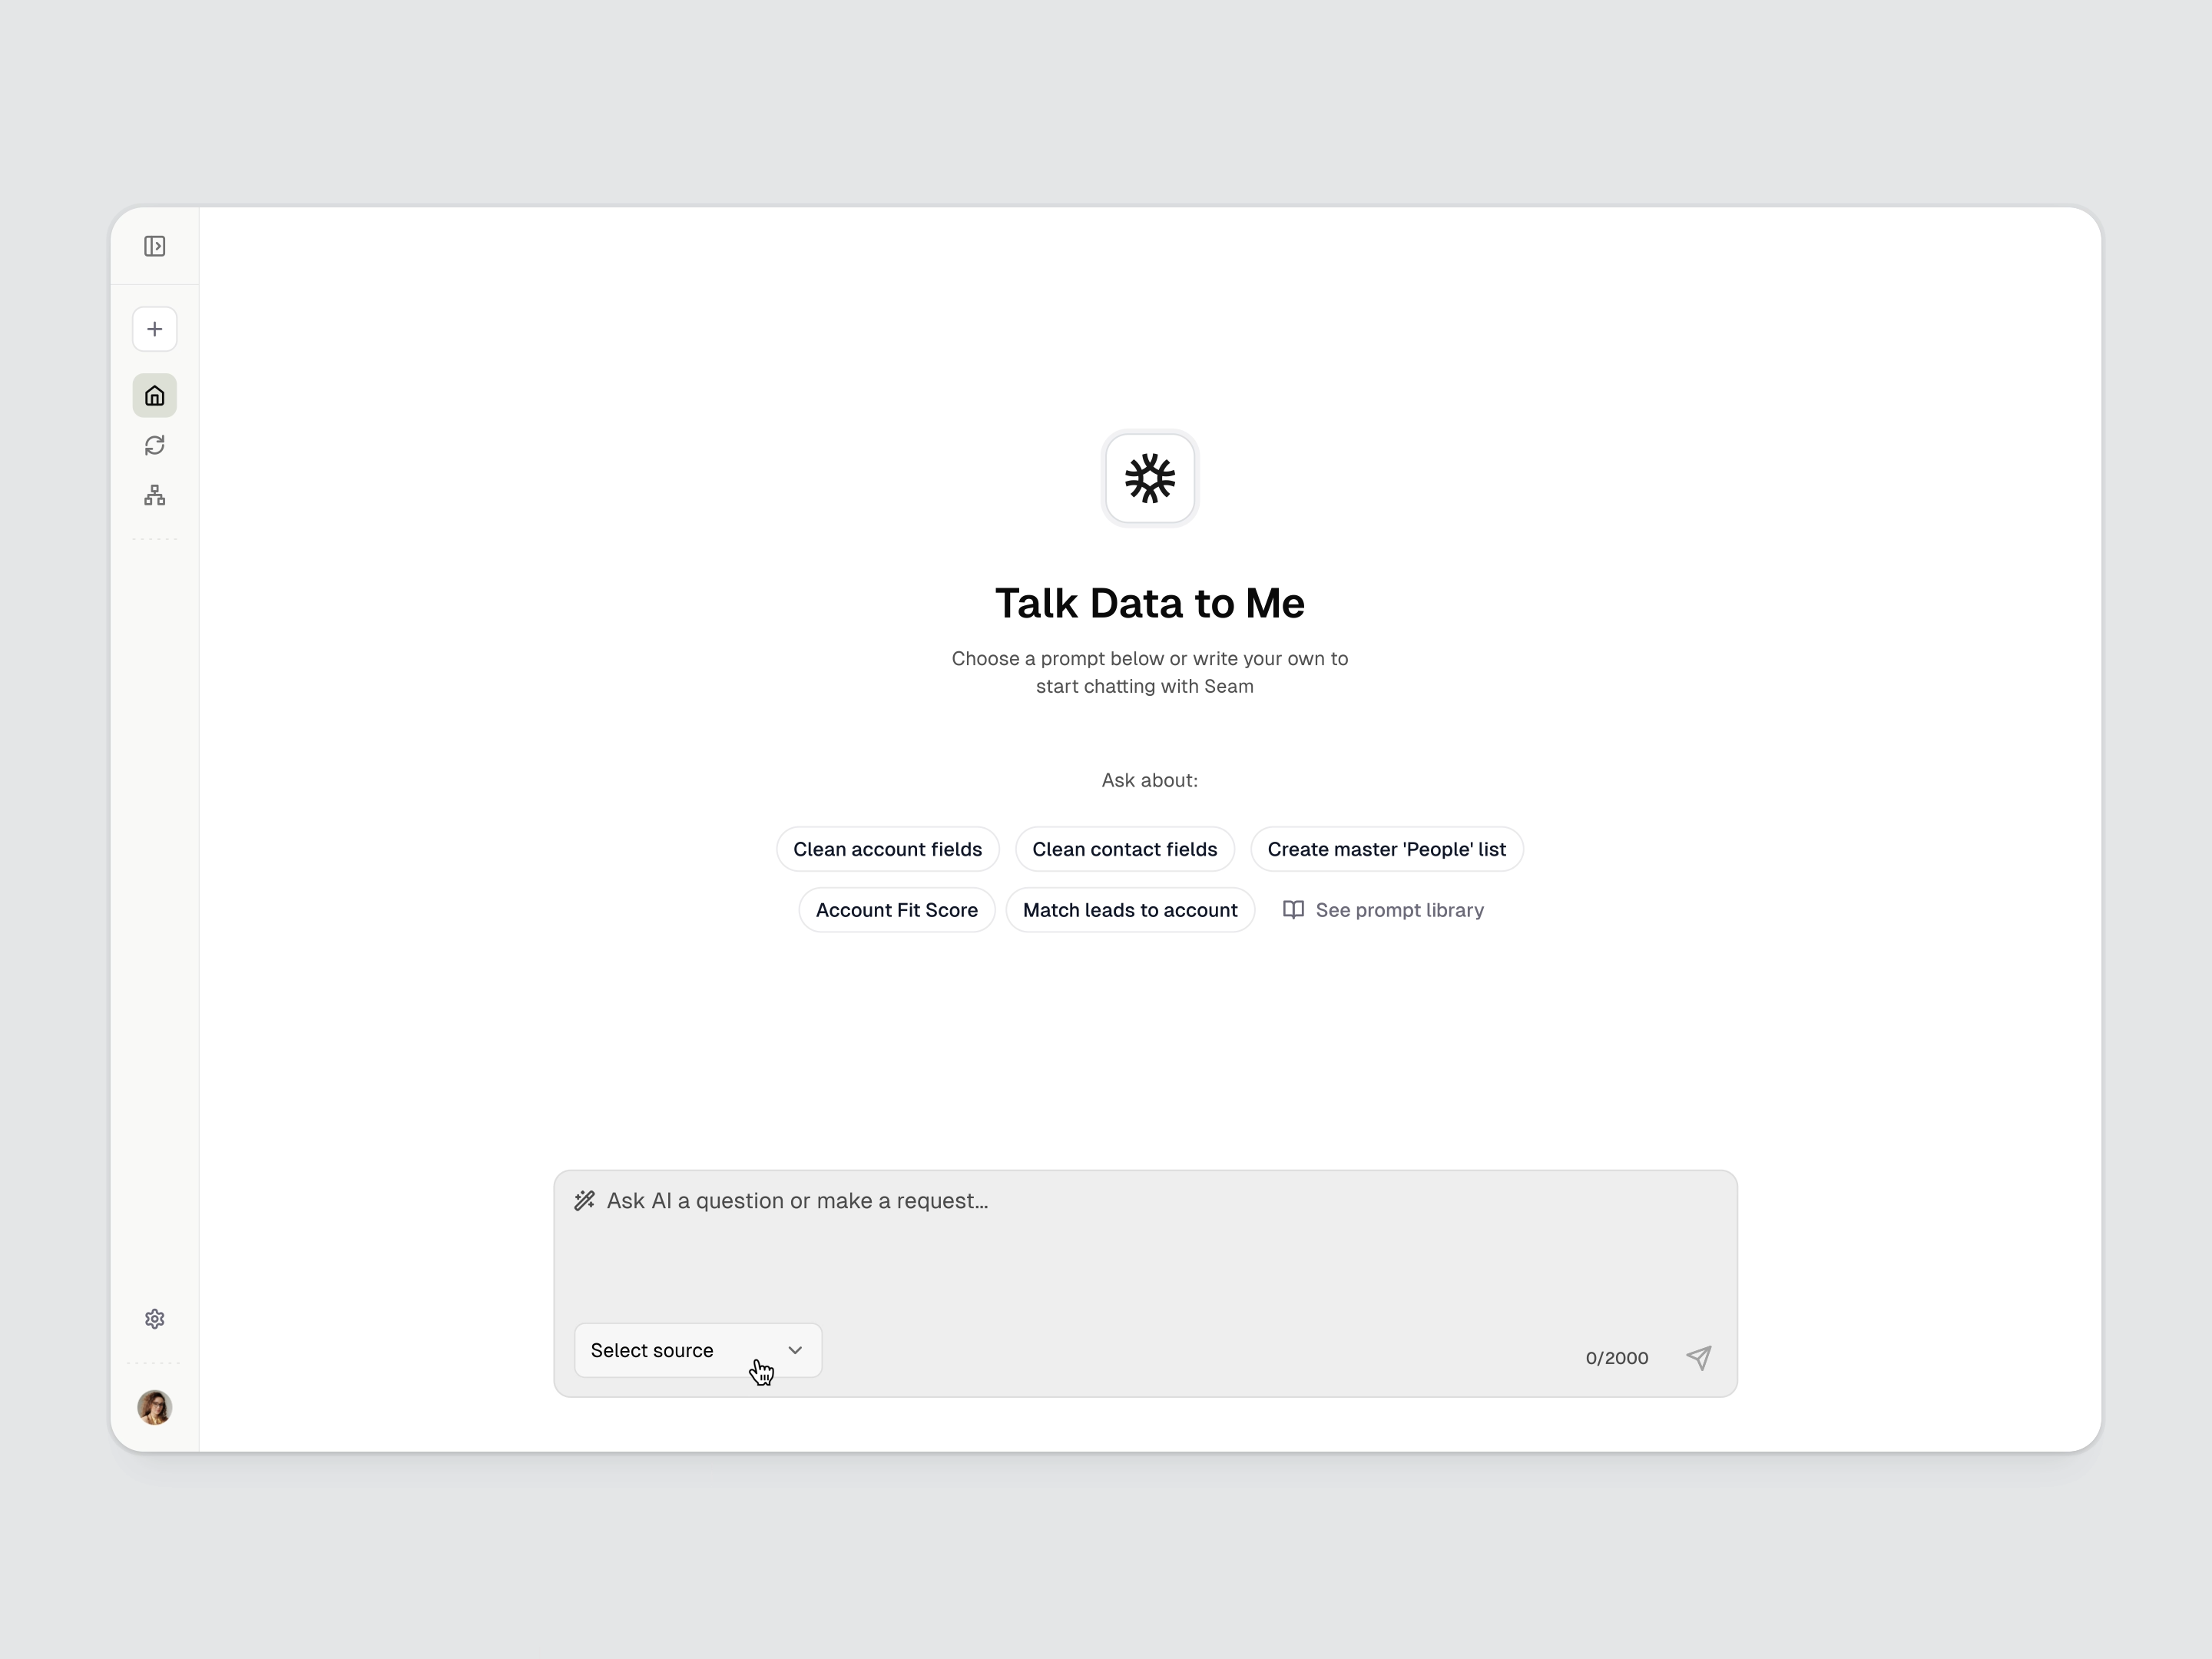 Talk Data to Me
Choose a prompt below or write your own to
start chatting with Seam
Ask about:
Clean account fields
Clean contact fields
Create master 'People' list
Account Fit Score
Match leads to account
See prompt library
Ask AI a question or make a request...
Select source
0/2000